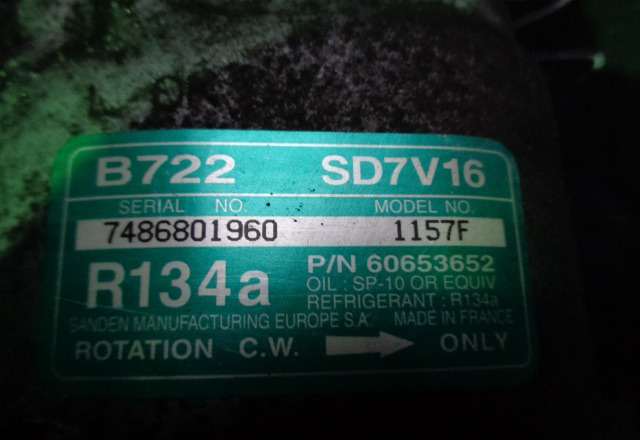 B722 SD7V16
SERIAL NO. MODEL NO.
7486801960 1157F
R134a P/N 60653652
OIL : SP-10 OR EQUIV
REFRIGERANT : R134a
SANDEN MANUFACTURING EUROPE S.A. MADE IN FRANCE
ROTATION C.W. ONLY